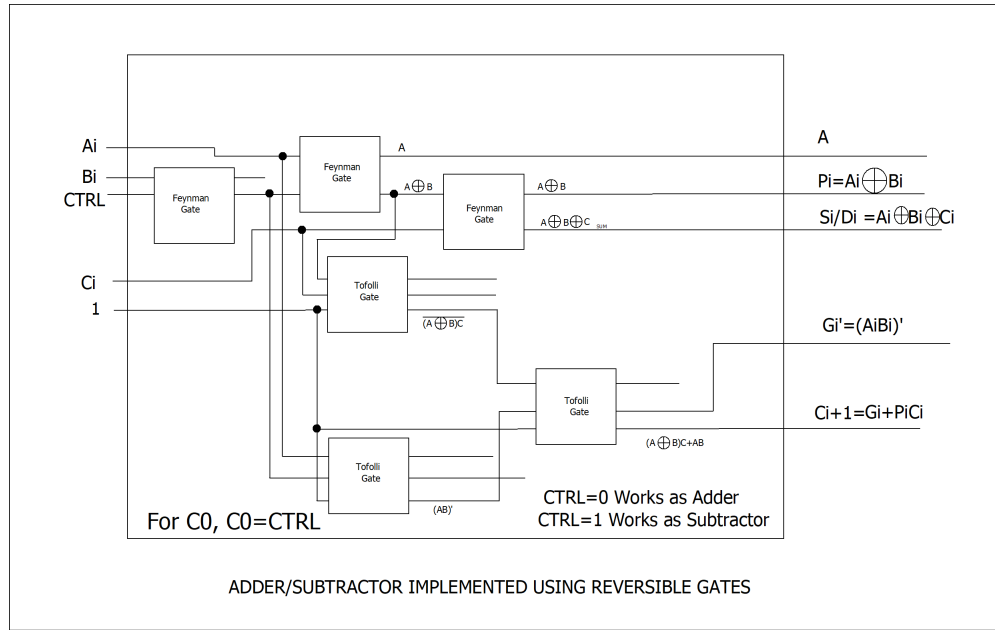 Ai
Bi
CTRL
Ci
1
Feynman
Gate
Feynman
Gate
A
A⊕B
Feynman
Gate
A⊕B
A⊕B⊕C SUM
Tofolli
Gate
(A⊕B)C
Tofolli
Gate
(AB)'
Tofolli
Gate
(A⊕B)C+AB
A
Pi=Ai⊕Bi
Si/Di =Ai⊕Bi⊕Ci
Gi'=(AiBi)'
Ci+1=Gi+PiCi
For C0, C0=CTRL
CTRL=0 Works as Adder
CTRL=1 Works as Subtractor
ADDER/SUBTRACTOR IMPLEMENTED USING REVERSIBLE GATES